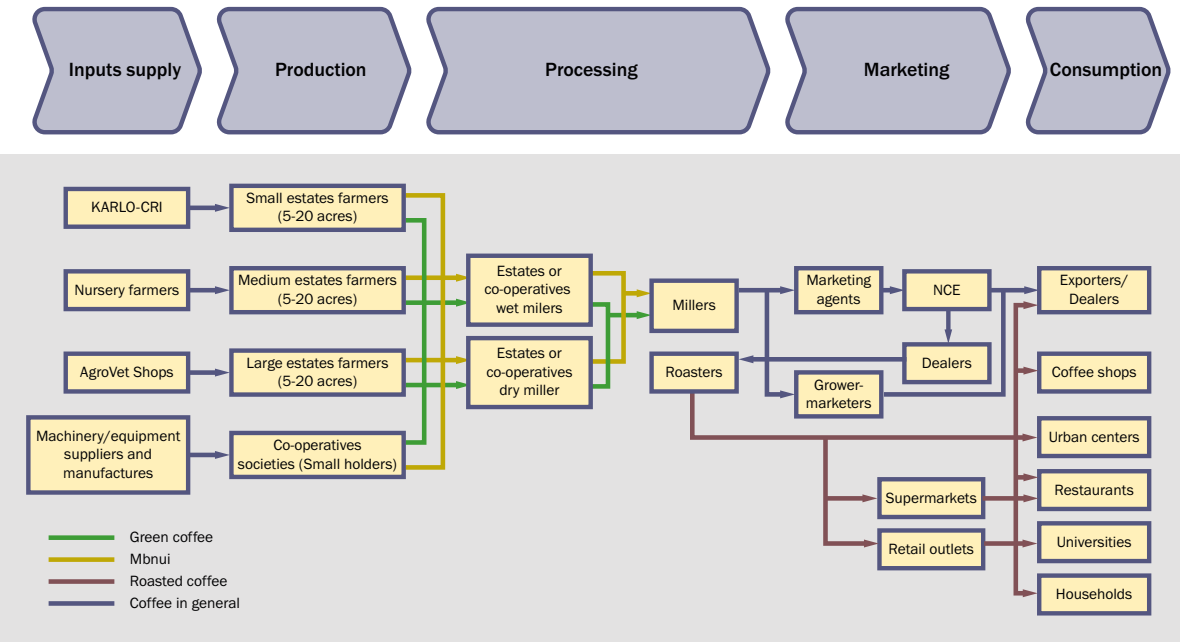 Inputs supply
Production
Processing
Marketing
Consumption
KARLO-CRI
Small estates farmers
(5-20 acres)
Nursery farmers
Medium estates farmers
(5-20 acres)
AgroVet Shops
Large estates farmers
(5-20 acres)
Machinery/equipment
suppliers and
manufactures
Co-operatives
societies (Small holders)
Estates or
co-operatives
wet milers
Estates or
co-operatives
dry miller
Millers
Roasters
Marketing
agents
NCE
Dealers
Grower-
marketers
Supermarkets
Retail outlets
Exporters/
Dealers
Coffee shops
Urban centers
Restaurants
Universities
Households
Green coffee
Mbnui
Roasted coffee
Coffee in general